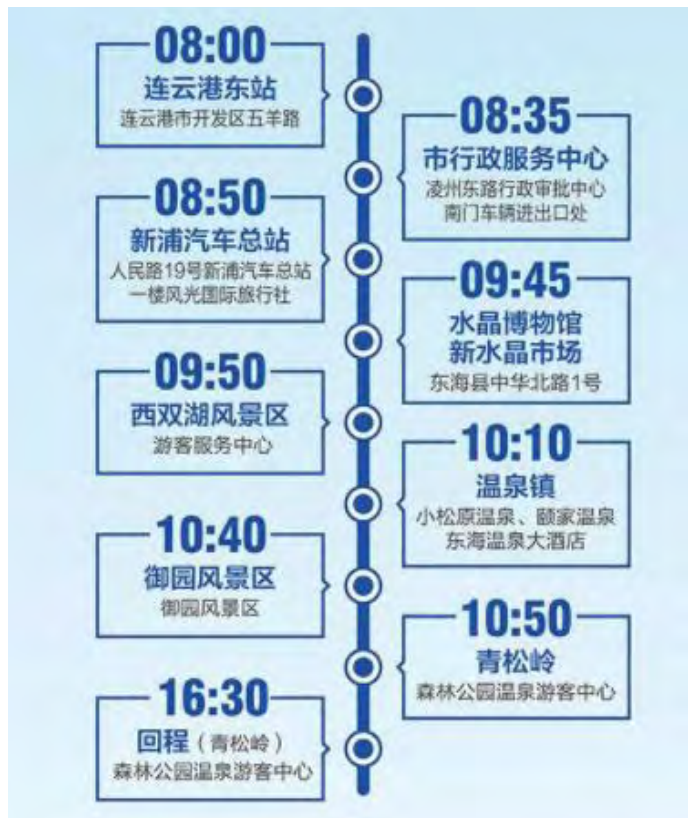 08:00
连云港东站
连云港市开发区五羊路
08:35
市行政服务中心
凌州东路行政审批中心
南门车辆进出口处
08:50
新浦汽车总站
人民路19号新浦汽车总站
一楼风光国际旅行社
09:45
水晶博物馆
新水晶市场
东海县中华北路1号
09:50
西双湖风景区
游客服务中心
10:10
温泉镇
小松原温泉、颐家温泉
东海温泉大酒店
10:40
御园风景区
御园风景区
10:50
青松岭
森林公园温泉游客中心
16:30
回程（青松岭）
森林公园温泉游客中心